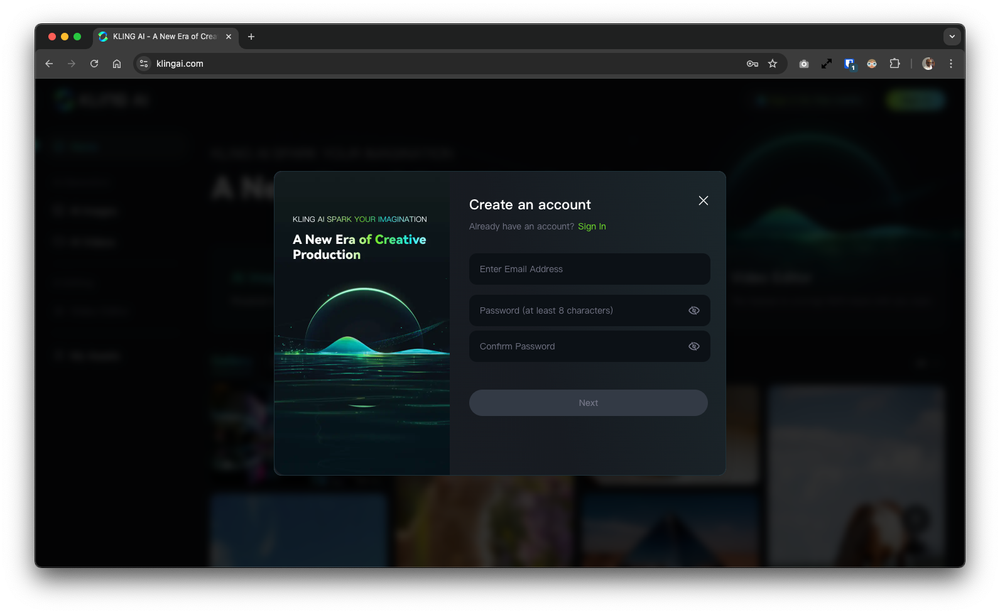 KLING AI - A New Era of Crea
klingai.com
1
KLING AI SPARK YOUR IMAGINATION
A New Era of Creative
Production
Create an account
Already have an account? Sign In
Enter Email Address
Password (at least 8 characters)
Confirm Password
Next